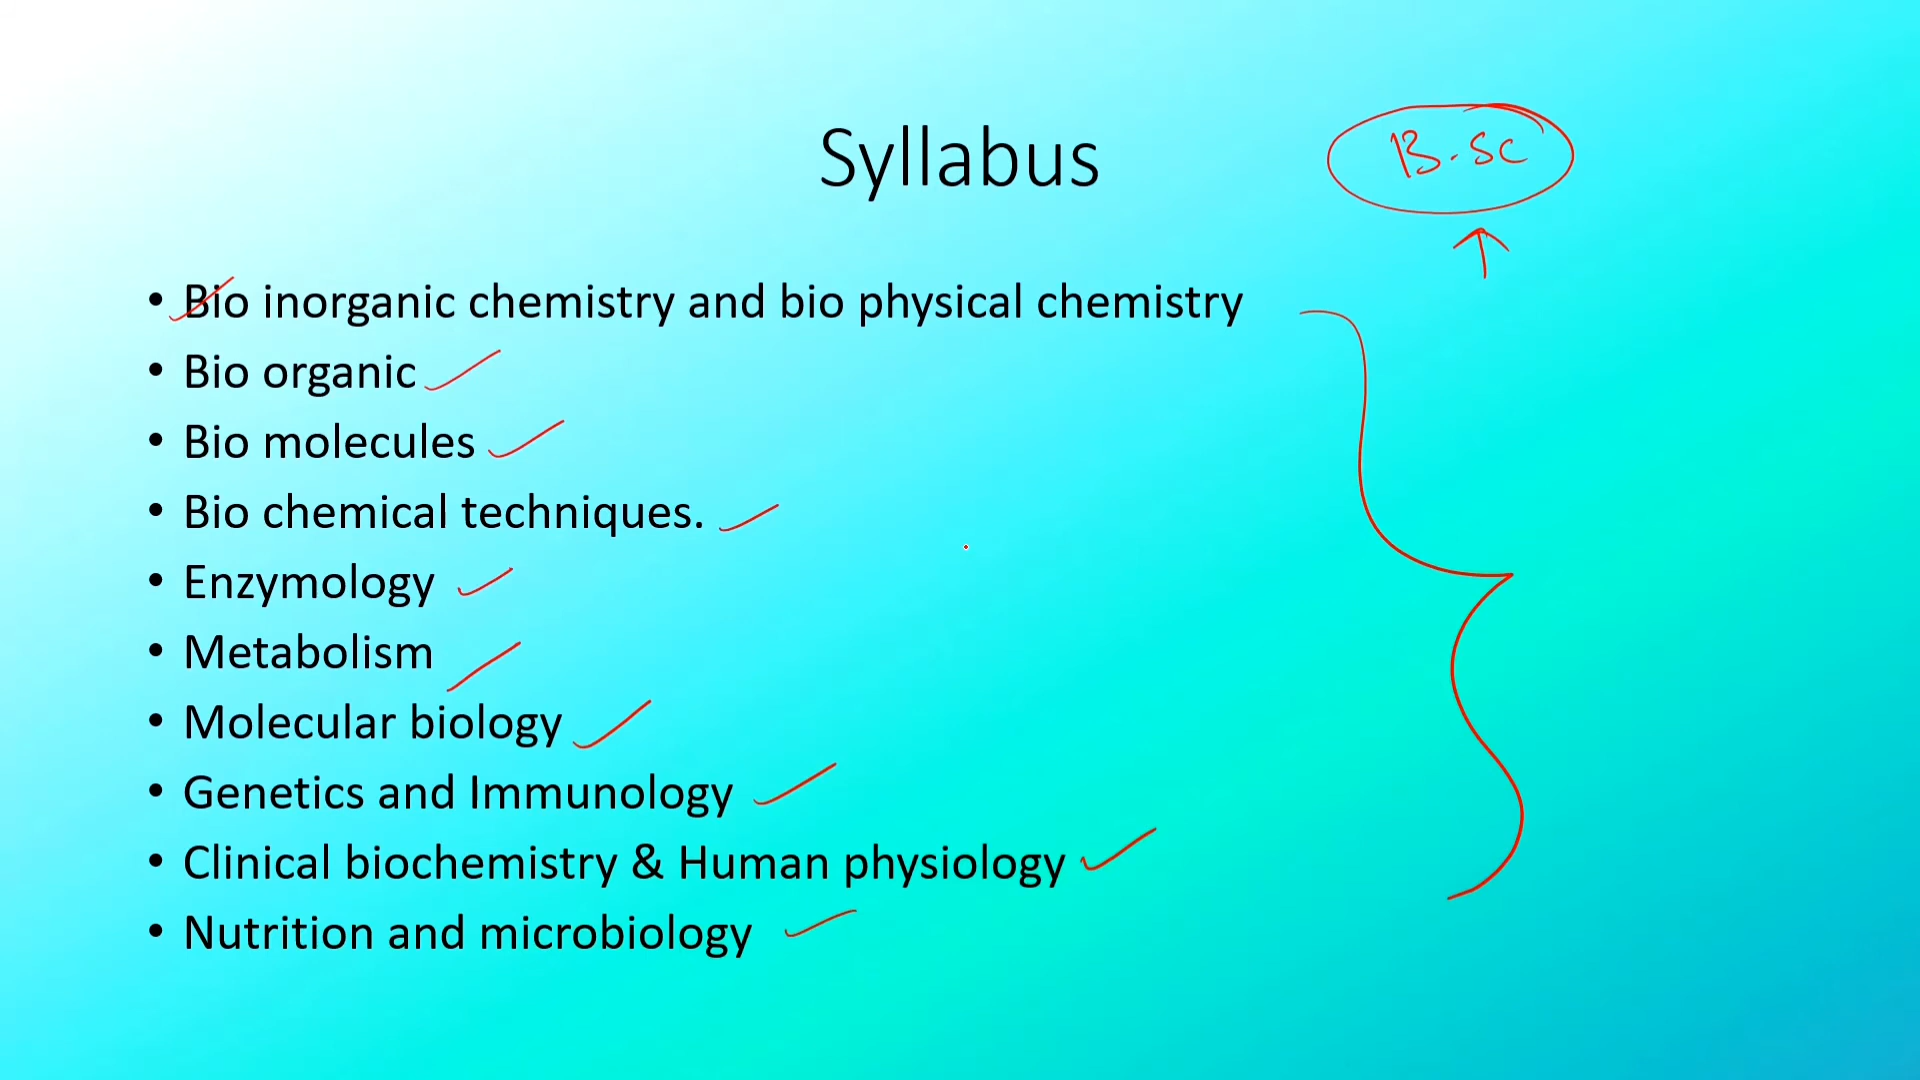 Syllabus
B.Sc
• Bio inorganic chemistry and bio physical chemistry
• Bio organic
• Bio molecules
• Bio chemical techniques.
• Enzymology
• Metabolism
• Molecular biology
• Genetics and Immunology
• Clinical biochemistry & Human physiology
• Nutrition and microbiology